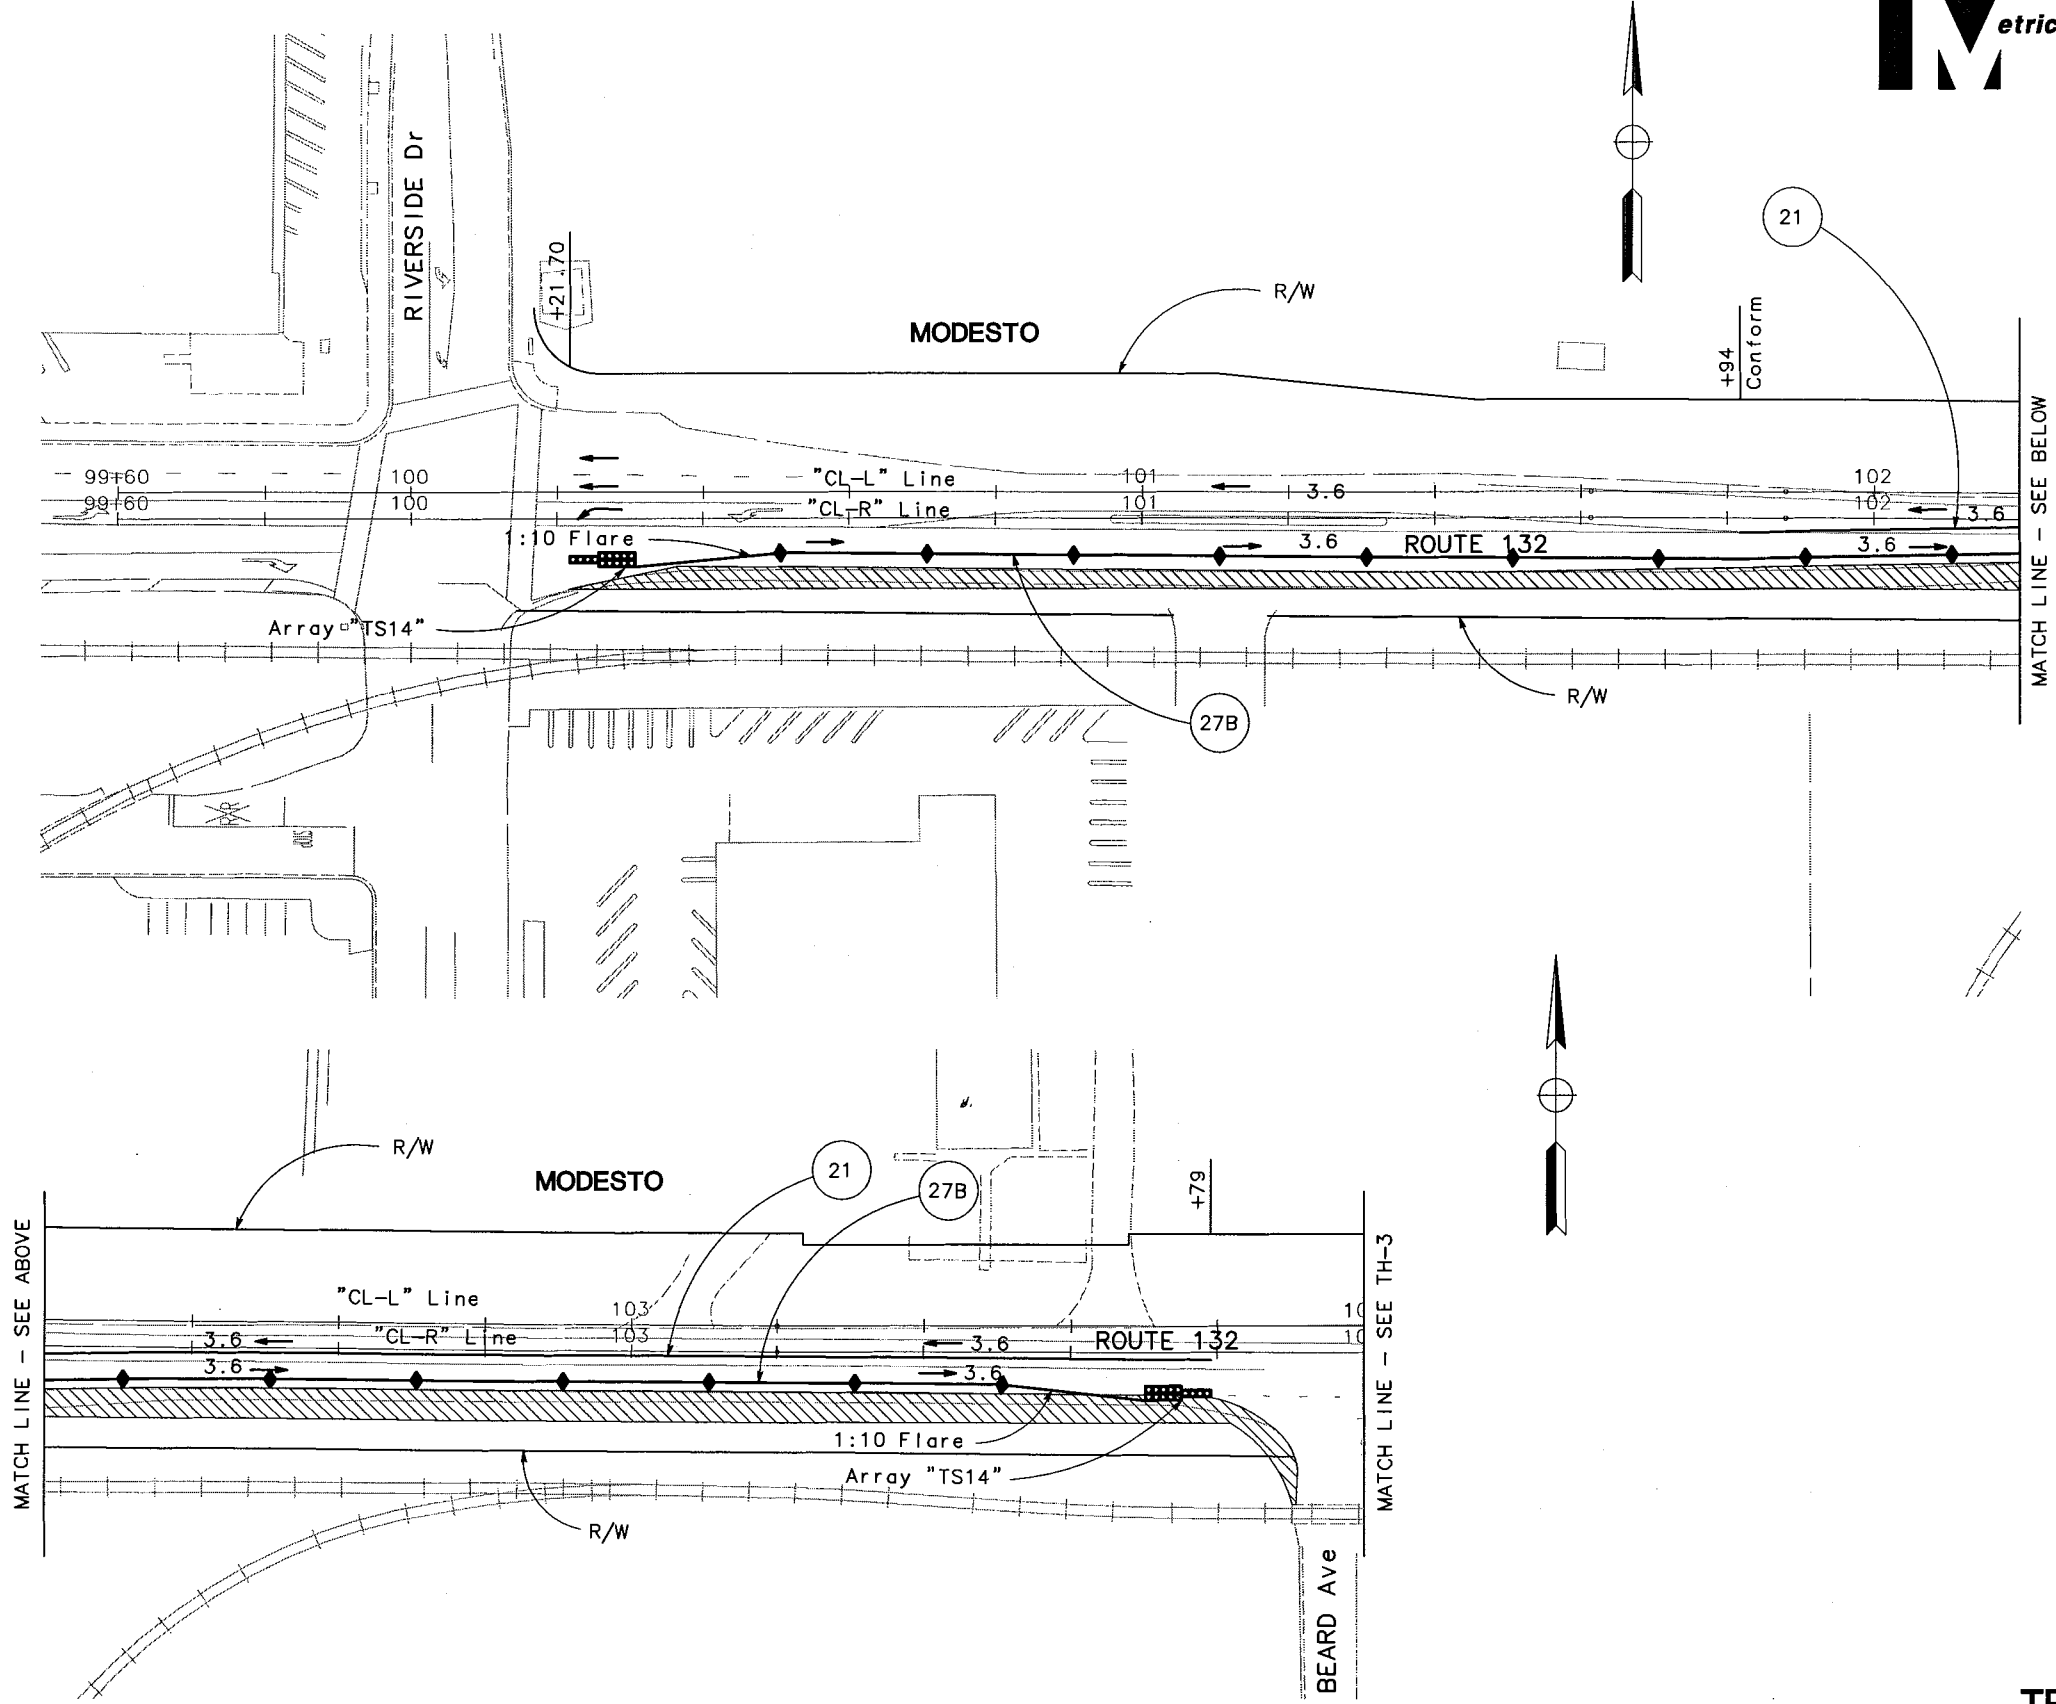 Metric
RIVERSIDE Dr
+21.70
MODESTO
R/W
21
+94
Conform
MATCH LINE - SEE BELOW
99+60
100
"CL-L" Line
101
102
99+60
100
"CL-R" Line
101
102
3.6
3.6
1:10 Flare
3.6
ROUTE 132
3.6
Array "TS14"
R/W
27B
R/W
MODESTO
21
27B
+79
MATCH LINE - SEE ABOVE
"CL-L" Line
103
10
3.6
"CL-R" Line
103
3.6
ROUTE 132
10
3.6
3.6
1:10 Flare
Array "TS14"
R/W
MATCH LINE - SEE TH-3
BEARD Ave